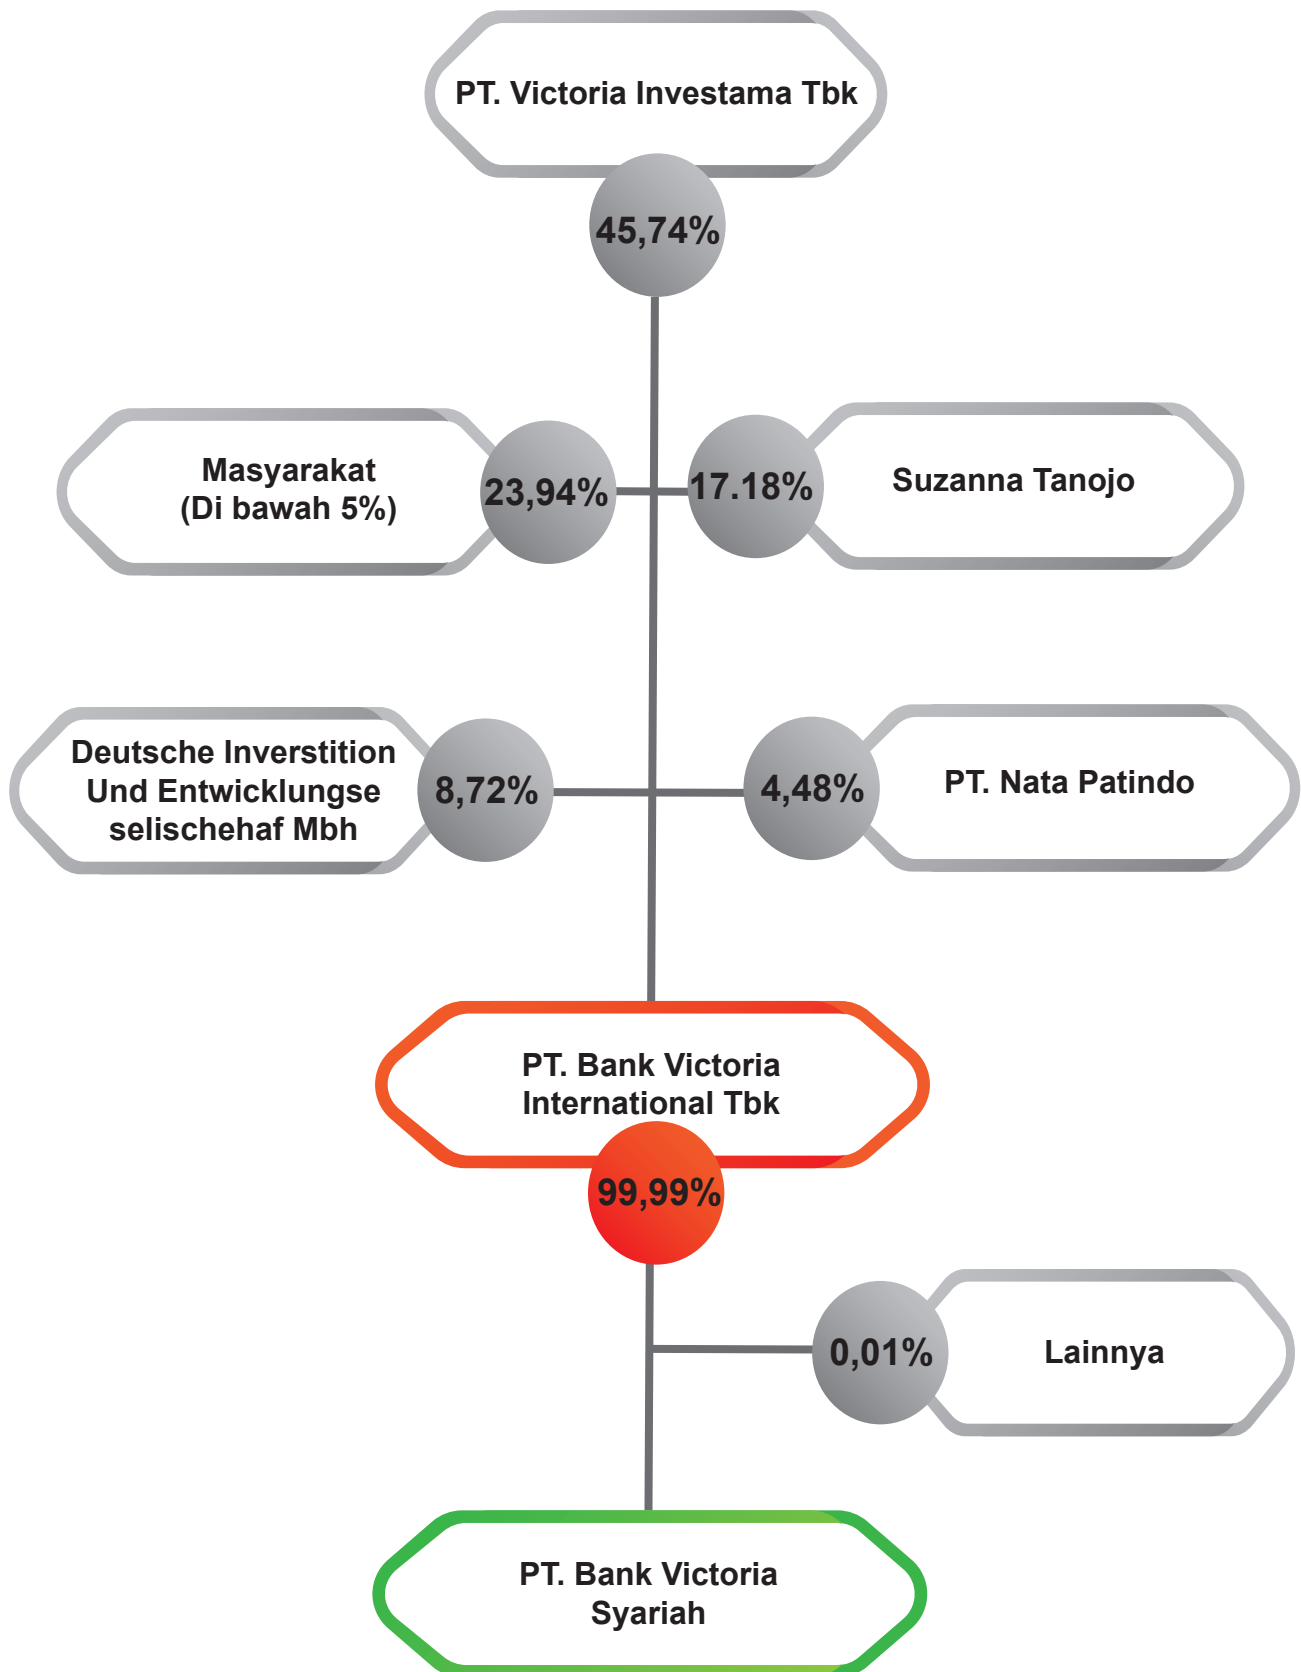 PT. Victoria Investama Tbk
45,74%
Masyarakat
(Di bawah 5%)
23,94%
17.18%
Suzanna Tanojo
Deutsche Inverstition
Und Entwicklungse
selischehaf Mbh
8,72%
4,48%
PT. Nata Patindo
PT. Bank Victoria
International Tbk
99,99%
0,01%
Lainnya
PT. Bank Victoria
Syariah